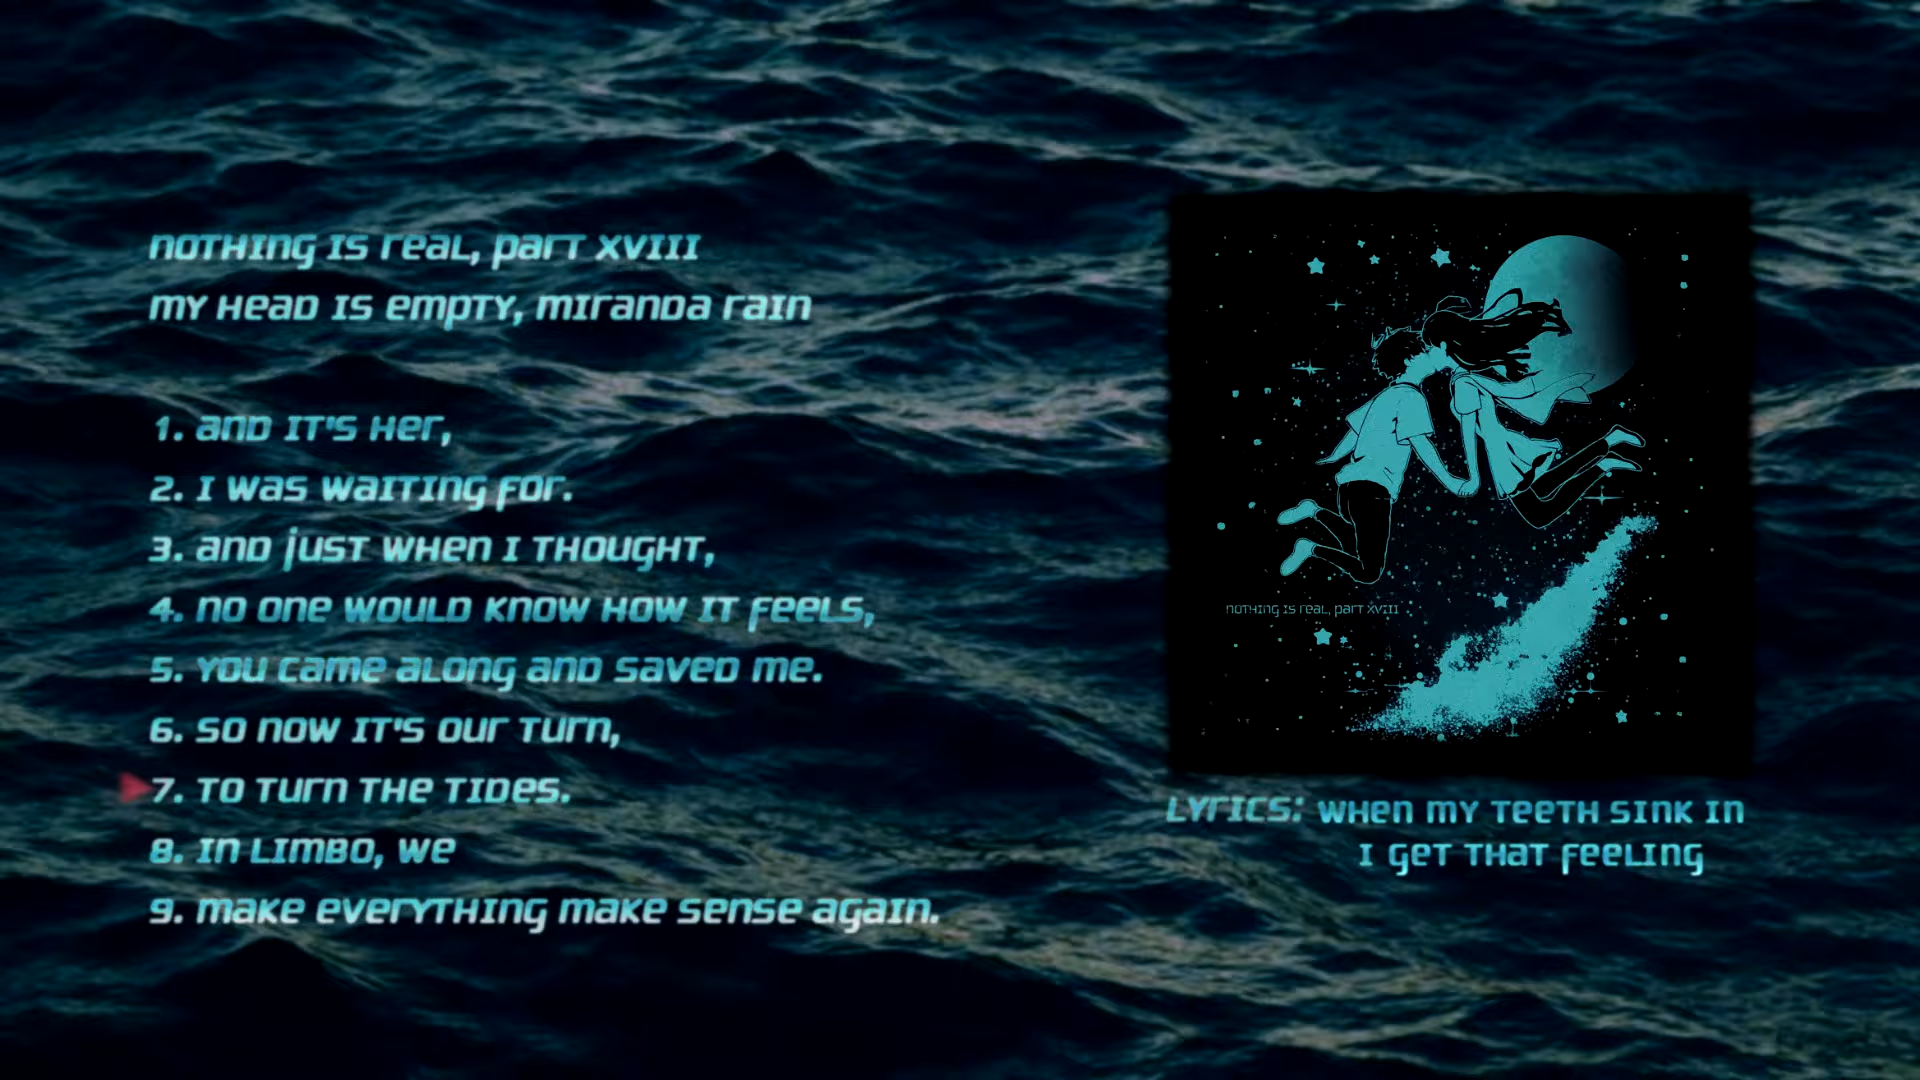 nothing is real, part XVIII
my head is empty, miranda rain
1. and it's her,
2. I was waiting for.
3. and just when I thought,
4. no one would know how it feels,
5. you came along and saved me.
6. so now it's our turn,
7. to turn the tides.
8. in limbo, we
9. make everything make sense again.
nothing is real, part XVIII
Lyrics: when my teeth sink in
I get that feeling